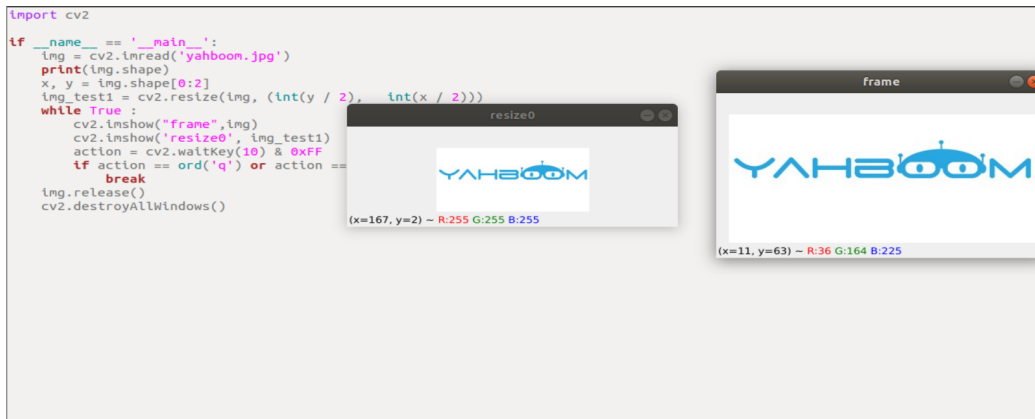 import cv2
if __name__ == '__main__':
img = cv2.imread('yahboom.jpg')
print(img.shape)
x, y = img.shape[0:2]
img_test1 = cv2.resize(img, (int(y / 2), int(x / 2)))
while True :
cv2.imshow("frame",img)
cv2.imshow('resize0', img_test1)
action = cv2.waitKey(10) & 0xFF
if action == ord('q') or action ==
break
img.release()
cv2.destroyAllWindows()
resize0
YAHBOOM
(x=167, y=2) ~ R:255 G:255 B:255
frame
YAHBOOM
(x=11, y=63) ~ R:36 G:164 B:225